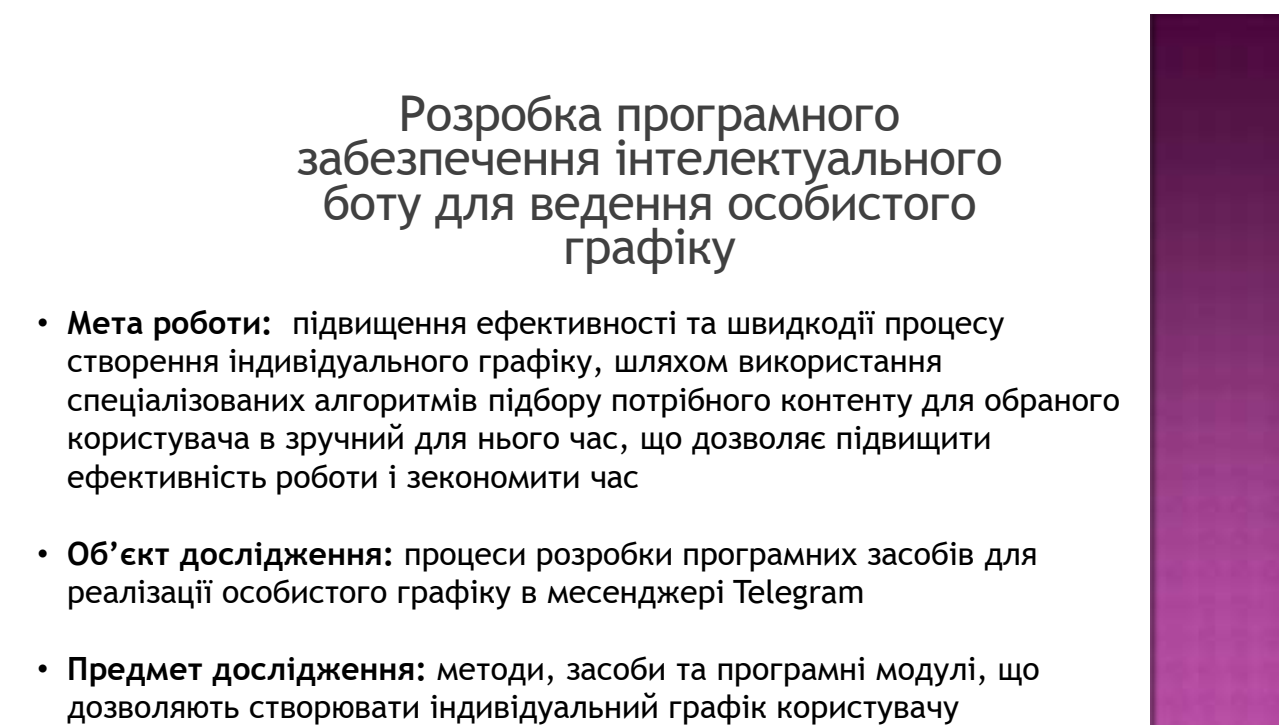 Розробка програмного
забезпечення інтелектуального
боту для ведення особистого
графіку
• Мета роботи: підвищення ефективності та швидкодії процесу
створення індивідуального графіку, шляхом використання
спеціалізованих алгоритмів підбору потрібного контенту для обраного
користувача в зручний для нього час, що дозволяє підвищити
ефективність роботи і зекономити час
• Об’єкт дослідження: процеси розробки програмних засобів для
реалізації особистого графіку в месенджері Telegram
• Предмет дослідження: методи, засоби та програмні модулі, що
дозволяють створювати індивідуальний графік користувачу